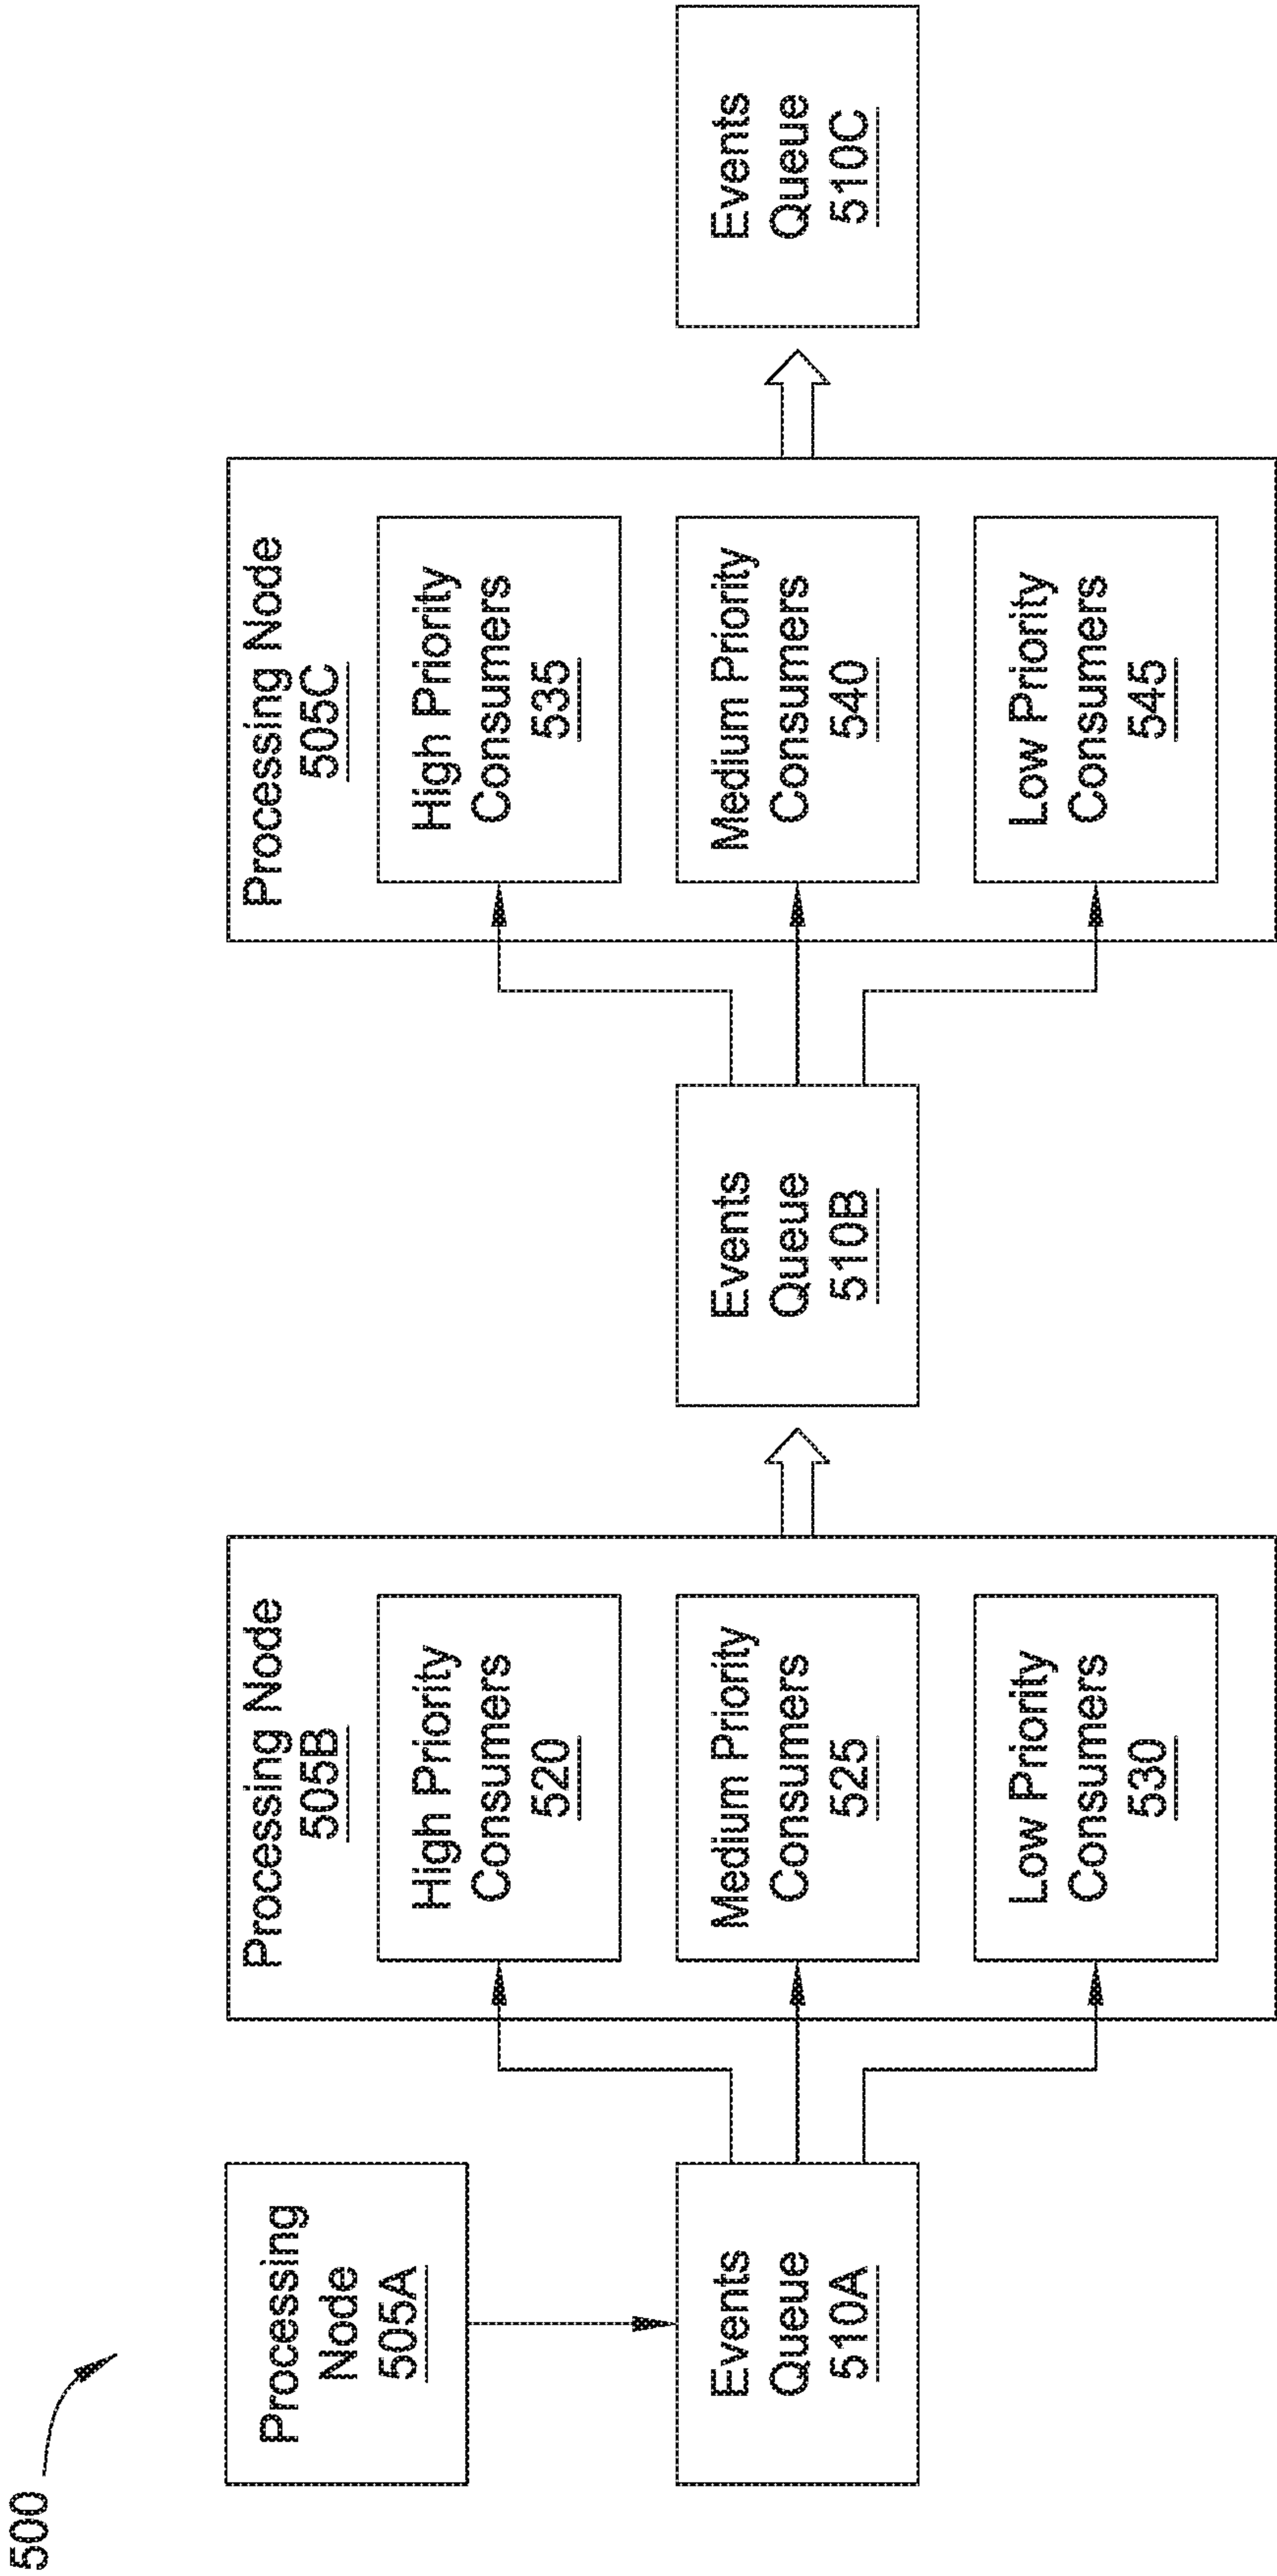 500
Processing
Node
505A
Events
Queue
510A
Processing Node
505B
High Priority
Consumers
520
Medium Priority
Consumers
525
Low Priority
Consumers
530
Events
Queue
510B
Processing Node
505C
High Priority
Consumers
535
Medium Priority
Consumers
540
Low Priority
Consumers
545
Events
Queue
510C